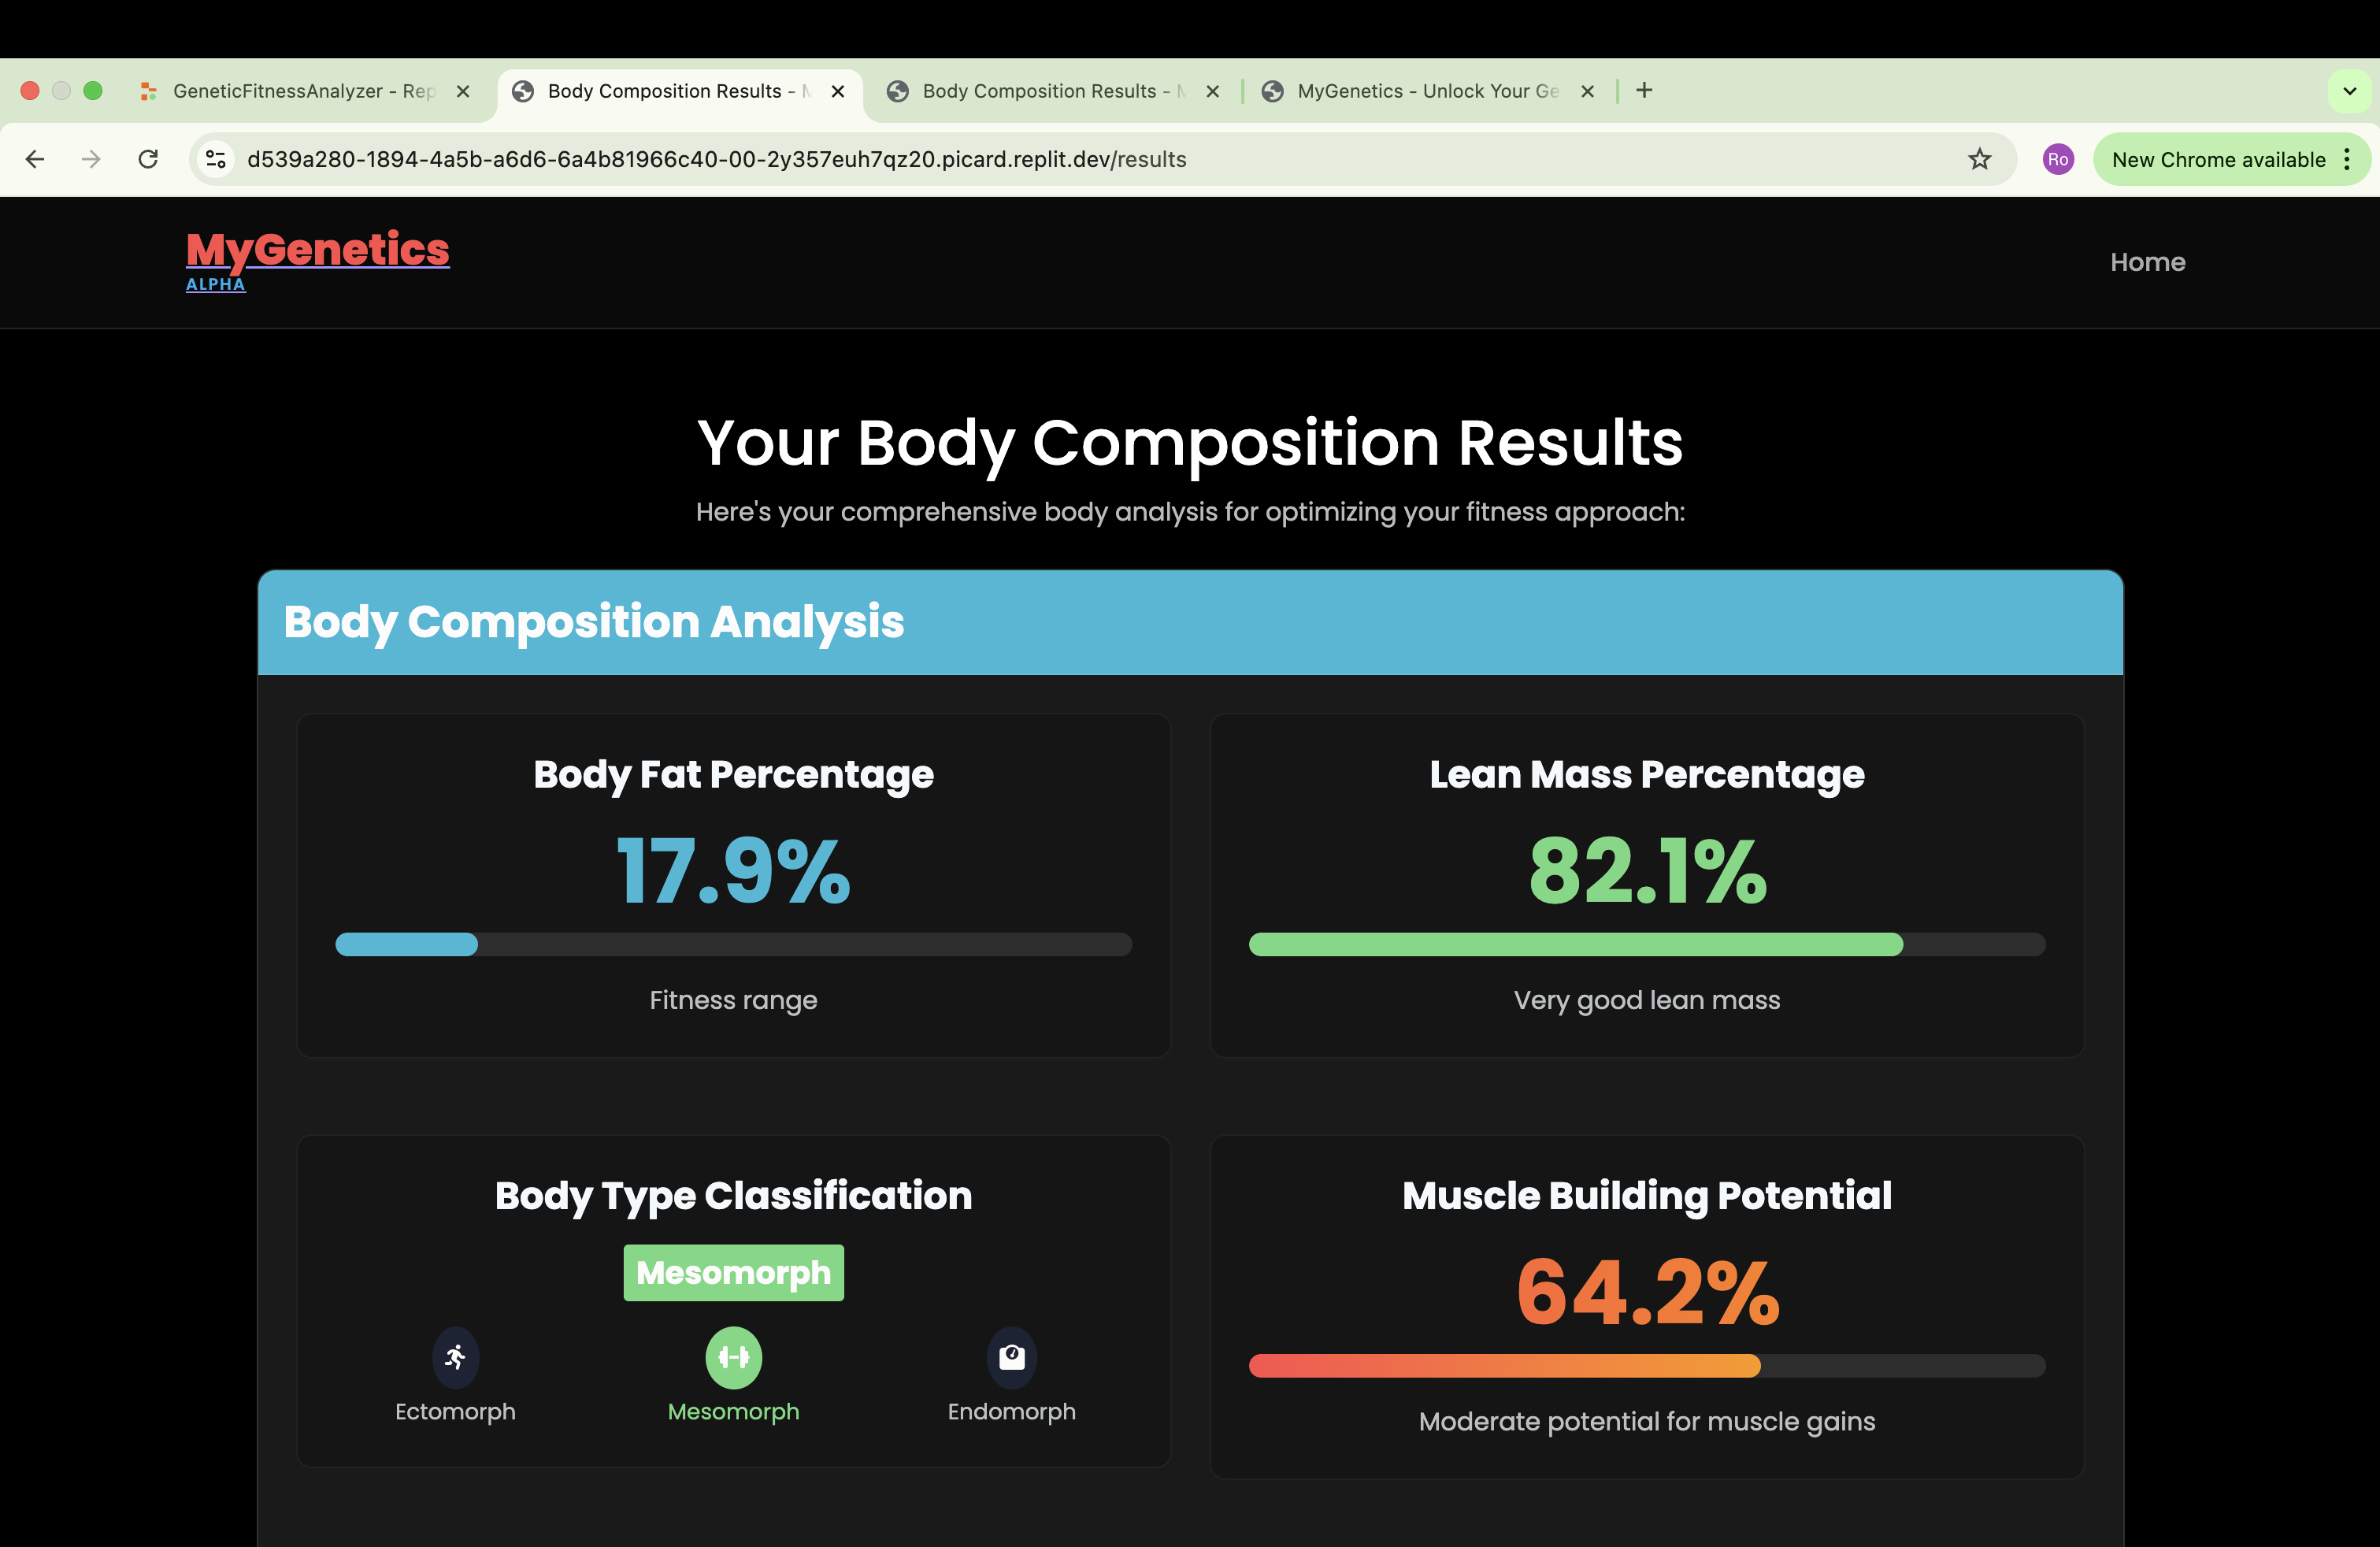 GeneticFitnessAnalyzer - Rep
Body Composition Results - M
Body Composition Results - M
MyGenetics - Unlock Your Ge
d539a280-1894-4a5b-a6d6-6a4b81966c40-00-2y357euh7qz20.picard.replit.dev/results
Ro
New Chrome available
MyGenetics
ALPHA
Home
Your Body Composition Results
Here's your comprehensive body analysis for optimizing your fitness approach:
Body Composition Analysis
Body Fat Percentage
17.9%
Fitness range
Lean Mass Percentage
82.1%
Very good lean mass
Body Type Classification
Mesomorph
Ectomorph
Mesomorph
Endomorph
Muscle Building Potential
64.2%
Moderate potential for muscle gains